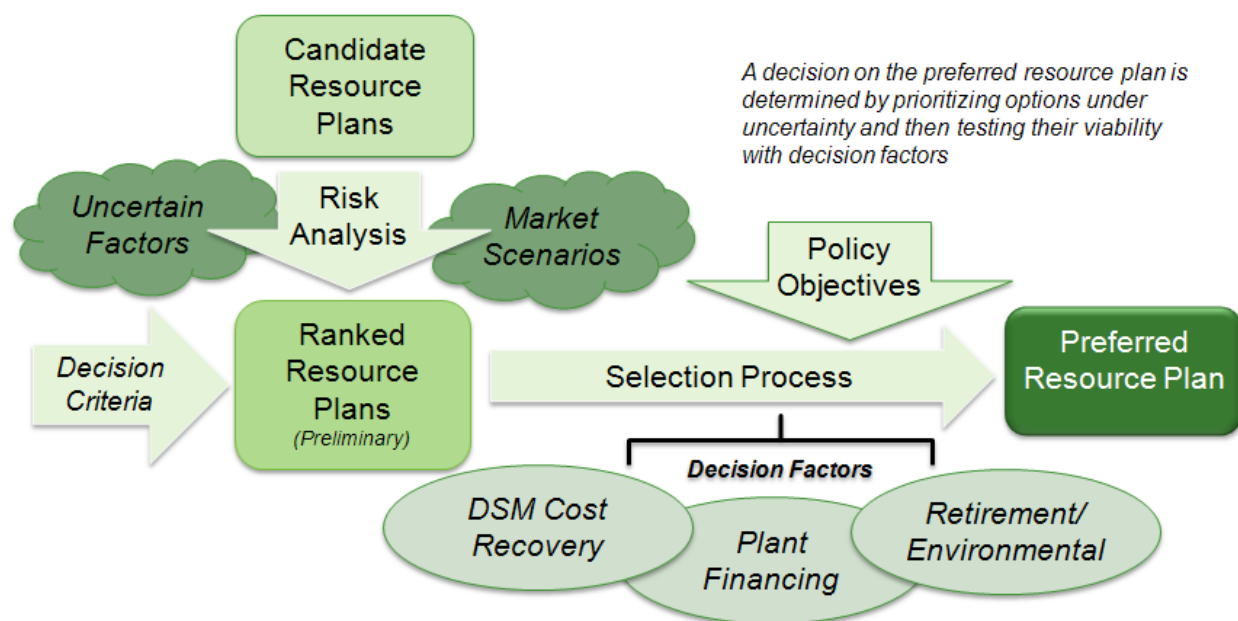 Candidate
Resource
Plans
A decision on the preferred resource plan is
determined by prioritizing options under
uncertainty and then testing their viability
with decision factors
Uncertain
Factors
Risk
Analysis
Market
Scenarios
Policy
Objectives
Decision
Criteria
Ranked
Resource
Plans
(Preliminary)
Selection Process
Preferred
Resource Plan
Decision Factors
DSM Cost
Recovery
Plant
Financing
Retirement/
Environmental